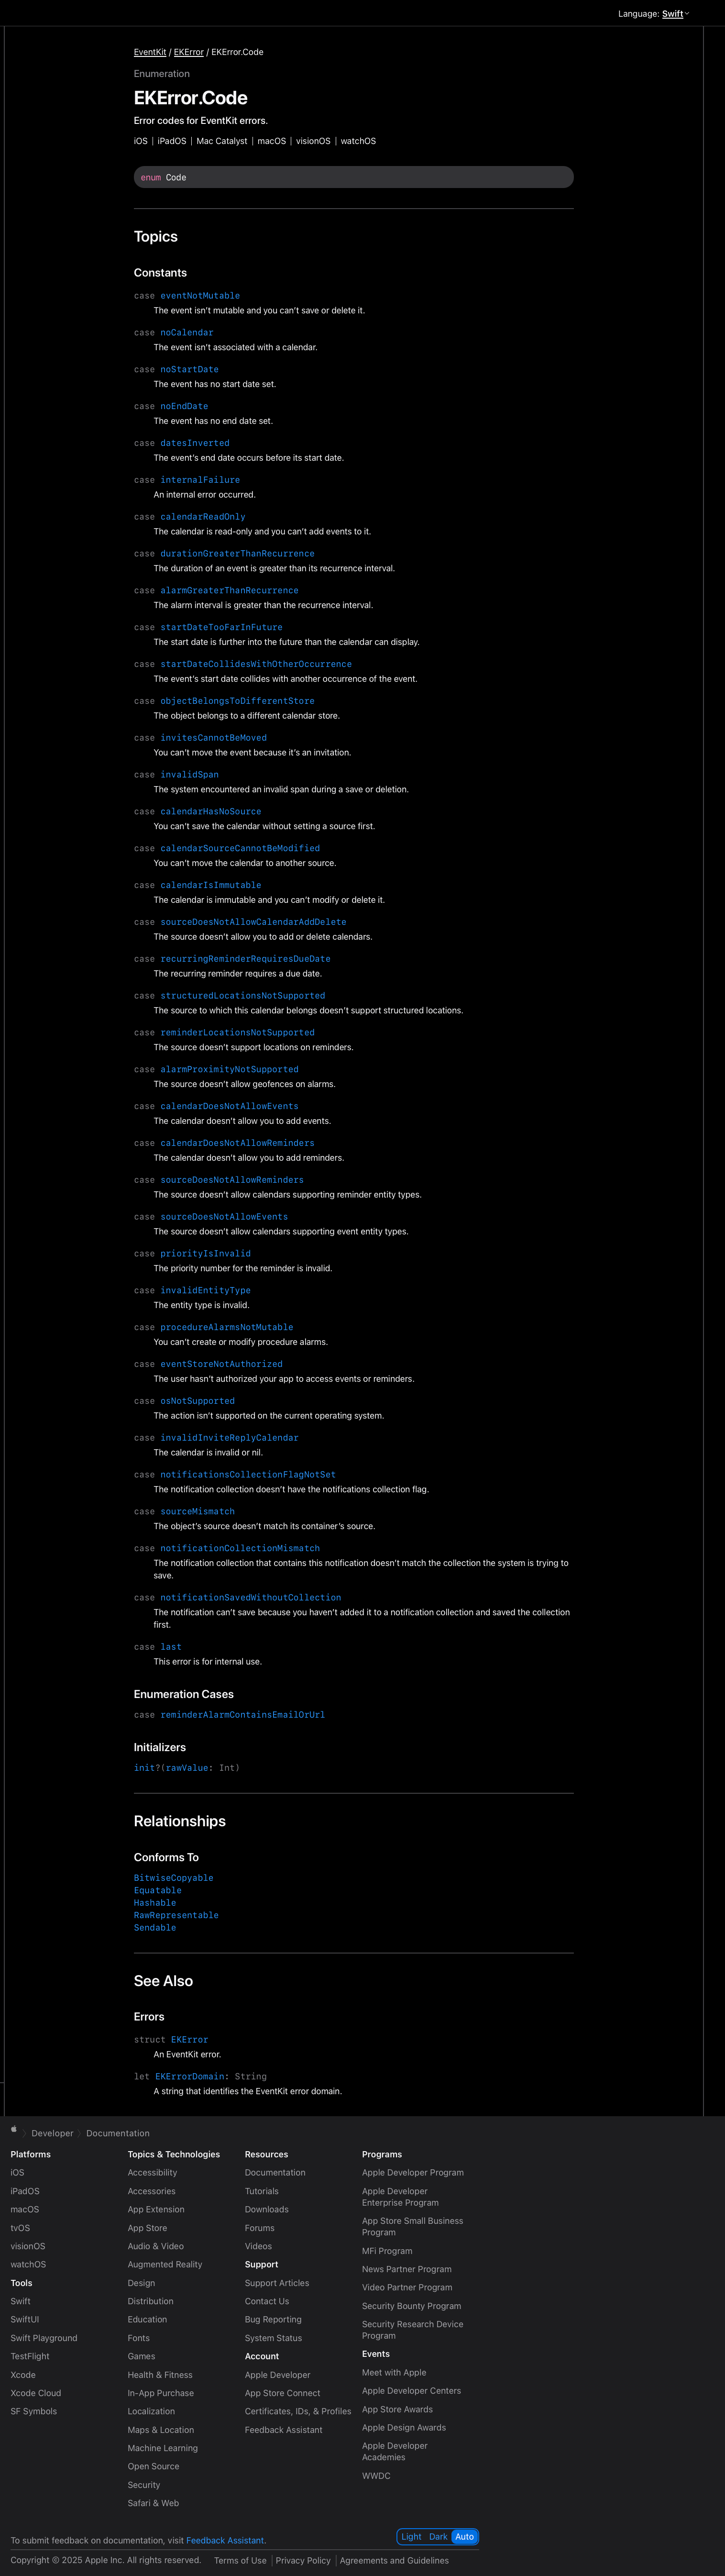 Language: Swift
EventKit / EKError / EKError.Code
Enumeration
EKError.Code
Error codes for EventKit errors.
iOS | iPadOS | Mac Catalyst | macOS | visionOS | watchOS
enum Code
Topics
Constants
case eventNotMutable
The event isn’t mutable and you can’t save or delete it.
case noCalendar
The event isn’t associated with a calendar.
case noStartDate
The event has no start date set.
case noEndDate
The event has no end date set.
case datesInverted
The event’s end date occurs before its start date.
case internalFailure
An internal error occurred.
case calendarReadOnly
The calendar is read-only and you can’t add events to it.
case durationGreaterThanRecurrence
The duration of an event is greater than its recurrence interval.
case alarmGreaterThanRecurrence
The alarm interval is greater than the recurrence interval.
case startDateTooFarInFuture
The start date is further into the future than the calendar can display.
case startDateCollidesWithOtherOccurrence
The event’s start date collides with another occurrence of the event.
case objectBelongsToDifferentStore
The object belongs to a different calendar store.
case invitesCannotBeMoved
You can’t move the event because it’s an invitation.
case invalidSpan
The system encountered an invalid span during a save or deletion.
case calendarHasNoSource
You can’t save the calendar without setting a source first.
case calendarSourceCannotBeModified
You can’t move the calendar to another source.
case calendarIsImmutable
The calendar is immutable and you can’t modify or delete it.
case sourceDoesNotAllowCalendarAddDelete
The source doesn’t allow you to add or delete calendars.
case recurringReminderRequiresDueDate
The recurring reminder requires a due date.
case structuredLocationsNotSupported
The source to which this calendar belongs doesn’t support structured locations.
case reminderLocationsNotSupported
The source doesn’t support locations on reminders.
case alarmProximityNotSupported
The source doesn’t allow geofences on alarms.
case calendarDoesNotAllowEvents
The calendar doesn’t allow you to add events.
case calendarDoesNotAllowReminders
The calendar doesn’t allow you to add reminders.
case sourceDoesNotAllowReminders
The source doesn’t allow calendars supporting reminder entity types.
case sourceDoesNotAllowEvents
The source doesn’t allow calendars supporting event entity types.
case priorityIsInvalid
The priority number for the reminder is invalid.
case invalidEntityType
The entity type is invalid.
case procedureAlarmsNotMutable
You can’t create or modify procedure alarms.
case eventStoreNotAuthorized
The user hasn’t authorized your app to access events or reminders.
case osNotSupported
The action isn’t supported on the current operating system.
case invalidInviteReplyCalendar
The calendar is invalid or nil.
case notificationsCollectionFlagNotSet
The notification collection doesn’t have the notifications collection flag.
case sourceMismatch
The object’s source doesn’t match its container’s source.
case notificationCollectionMismatch
The notification collection that contains this notification doesn’t match the collection the system is trying to
save.
case notificationSavedWithoutCollection
The notification can’t save because you haven’t added it to a notification collection and saved the collection
first.
case last
This error is for internal use.
Enumeration Cases
case reminderAlarmContainsEmailOrUrl
Initializers
init?(rawValue: Int)
Relationships
Conforms To
BitwiseCopyable
Equatable
Hashable
RawRepresentable
Sendable
See Also
Errors
struct EKError
An EventKit error.
let EKErrorDomain: String
A string that identifies the EventKit error domain.
Developer Documentation
Platforms
iOS
iPadOS
macOS
tvOS
visionOS
watchOS
Tools
Swift
SwiftUI
Swift Playground
TestFlight
Xcode
Xcode Cloud
SF Symbols
Topics & Technologies
Accessibility
Accessories
App Extension
App Store
Audio & Video
Augmented Reality
Design
Distribution
Education
Fonts
Games
Health & Fitness
In-App Purchase
Localization
Maps & Location
Machine Learning
Open Source
Security
Safari & Web
Resources
Documentation
Tutorials
Downloads
Forums
Videos
Support
Support Articles
Contact Us
Bug Reporting
System Status
Account
Apple Developer
App Store Connect
Certificates, IDs, & Profiles
Feedback Assistant
Programs
Apple Developer Program
Apple Developer
Enterprise Program
App Store Small Business
Program
MFi Program
News Partner Program
Video Partner Program
Security Bounty Program
Security Research Device
Program
Events
Meet with Apple
Apple Developer Centers
App Store Awards
Apple Design Awards
Apple Developer
Academies
WWDC
To submit feedback on documentation, visit Feedback Assistant.
Light Dark Auto
Copyright © 2025 Apple Inc. All rights reserved. Terms of Use | Privacy Policy | Agreements and Guidelines